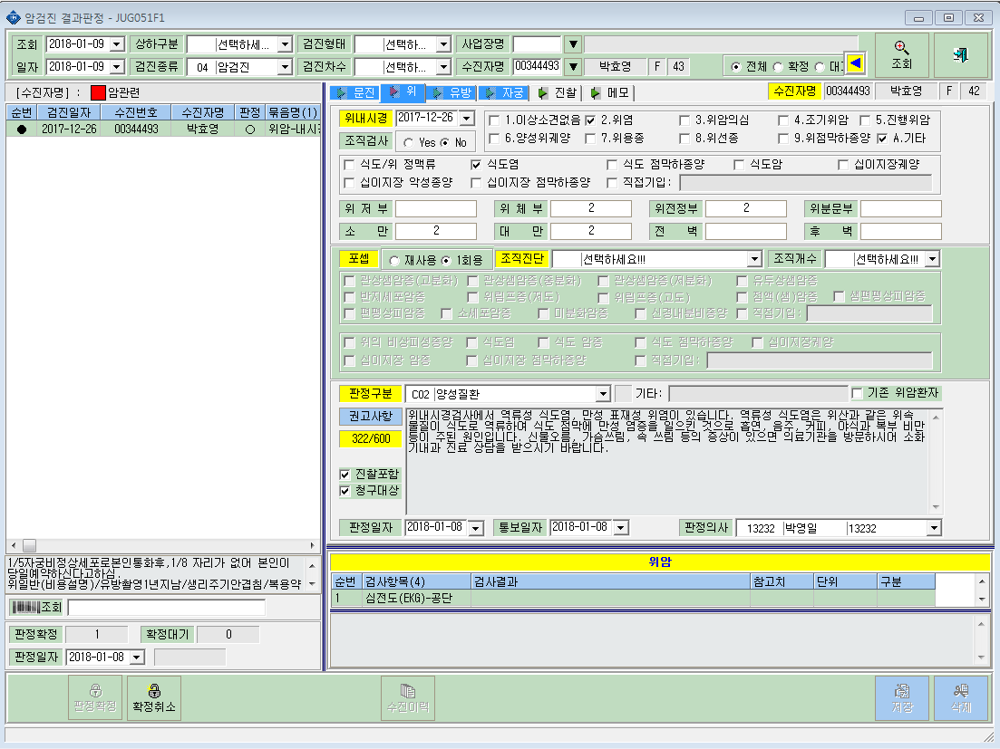 암검진 결과판정 - JUG051F1
조회 2018-01-09 상하구분 선택하세... 검진형태 선택하... 사업장명
일자 2018-01-09 검진종류 04 암검진 검진차수 선택하... 수진자명 00344493 박효영 F 43
전체 확정 조회
[수진자명] : 암관련
순번 검진일자 수진번호 수진자명 판정 묶음명(1)
2017-12-26 00344493 박효영 위암-내시경
문진 위 유방 자궁 진찰 메모 수진자명 00344493 박효영 F 42
위내시경 2017-12-26 1.이상소견없음 2.위염 3.위암의심 4.조기위암 5.진행위암
조직검사 Yes No 6.양성위궤양 7.위용종 8.위선종 9.위점막하종양 A.기타
식도/위 정맥류 식도염 식도 점막하종양 식도암 십이지장궤양
십이지장 악성종양 십이지장 점막하종양 직접기입:
위 저 부 위 체 부 2 위전정부 2 위분문부
소 만 2 대 만 2 전 벽 후 벽
포셉 재사용 1회용 조직진단 선택하세요!!! 조직개수 선택하세요!!!
관상샘암종(고분화) 관상샘암종(중분화) 관상샘암종(저분화) 유두상샘암종
반지세포암종 위림프종(저도) 위림프종(고도) 점액(샘)암종 샘편평상피암종
편평상피암종 소세포암종 미분화암종 신경내분비종양 직접기입:
위의 비상피성종양 식도염 식도 암종 식도 점막하종양 십이지장궤양
십이지장 암종 십이지장 점막하종양 직접기입:
판정구분 C02 양성질환 기타: 기존 위암환자
권고사항
322/600
진찰포함
청구대상
위내시경검사에서 역류성 식도염, 만성 표재성 위염이 있습니다. 역류성 식도염은 위산과 같은 위속
물질이 식도로 역류하여 식도 점막에 만성 염증을 일으킨 것으로 흡연, 음주, 커피, 야식과 복부 비만
등이 주된 원인입니다. 신물오름, 가슴쓰림, 속 쓰림 등의 증상이 있으면 의료기관을 방문하시어 소화
기내과 진료 상담을 받으시기 바랍니다.
판정일자 2018-01-08 통보일자 2018-01-08 판정의사 13232 박영일 13232
1/5자궁비정상세포로본인통화후,1/8 자리가 없어 본인이
당일예약하신다고하심.
위일반(비용설명)/유방촬영1년지남/생리주기안겹침/복용약
조회
판정확정 1 확정대기 0
판정일자 2018-01-08
위암
순번 검사항목(4) 검사결과 참고치 단위 구분
1 심전도(EKG)-공단
판정확정 확정취소 수진이력 저장 삭제